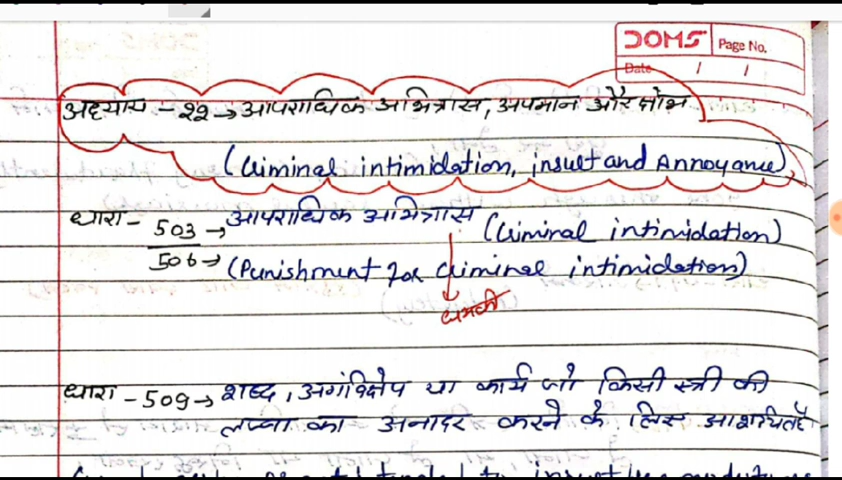 DOMS Page No.
Date / /
अध्याय - 22 → आपराधिक अभित्रास, अपमान और क्षोभ
(Criminal intimidation, insult and Annoyance)
धारा - 503 → आपराधिक अभित्रास (Criminal intimidation)
506 → (Punishment for criminal intimidation)
धमकी
धारा - 509 → शब्द, अगंविक्षेप या कार्य जो किसी स्त्री की
लज्जा का अनादर करने के लिस आशयित है